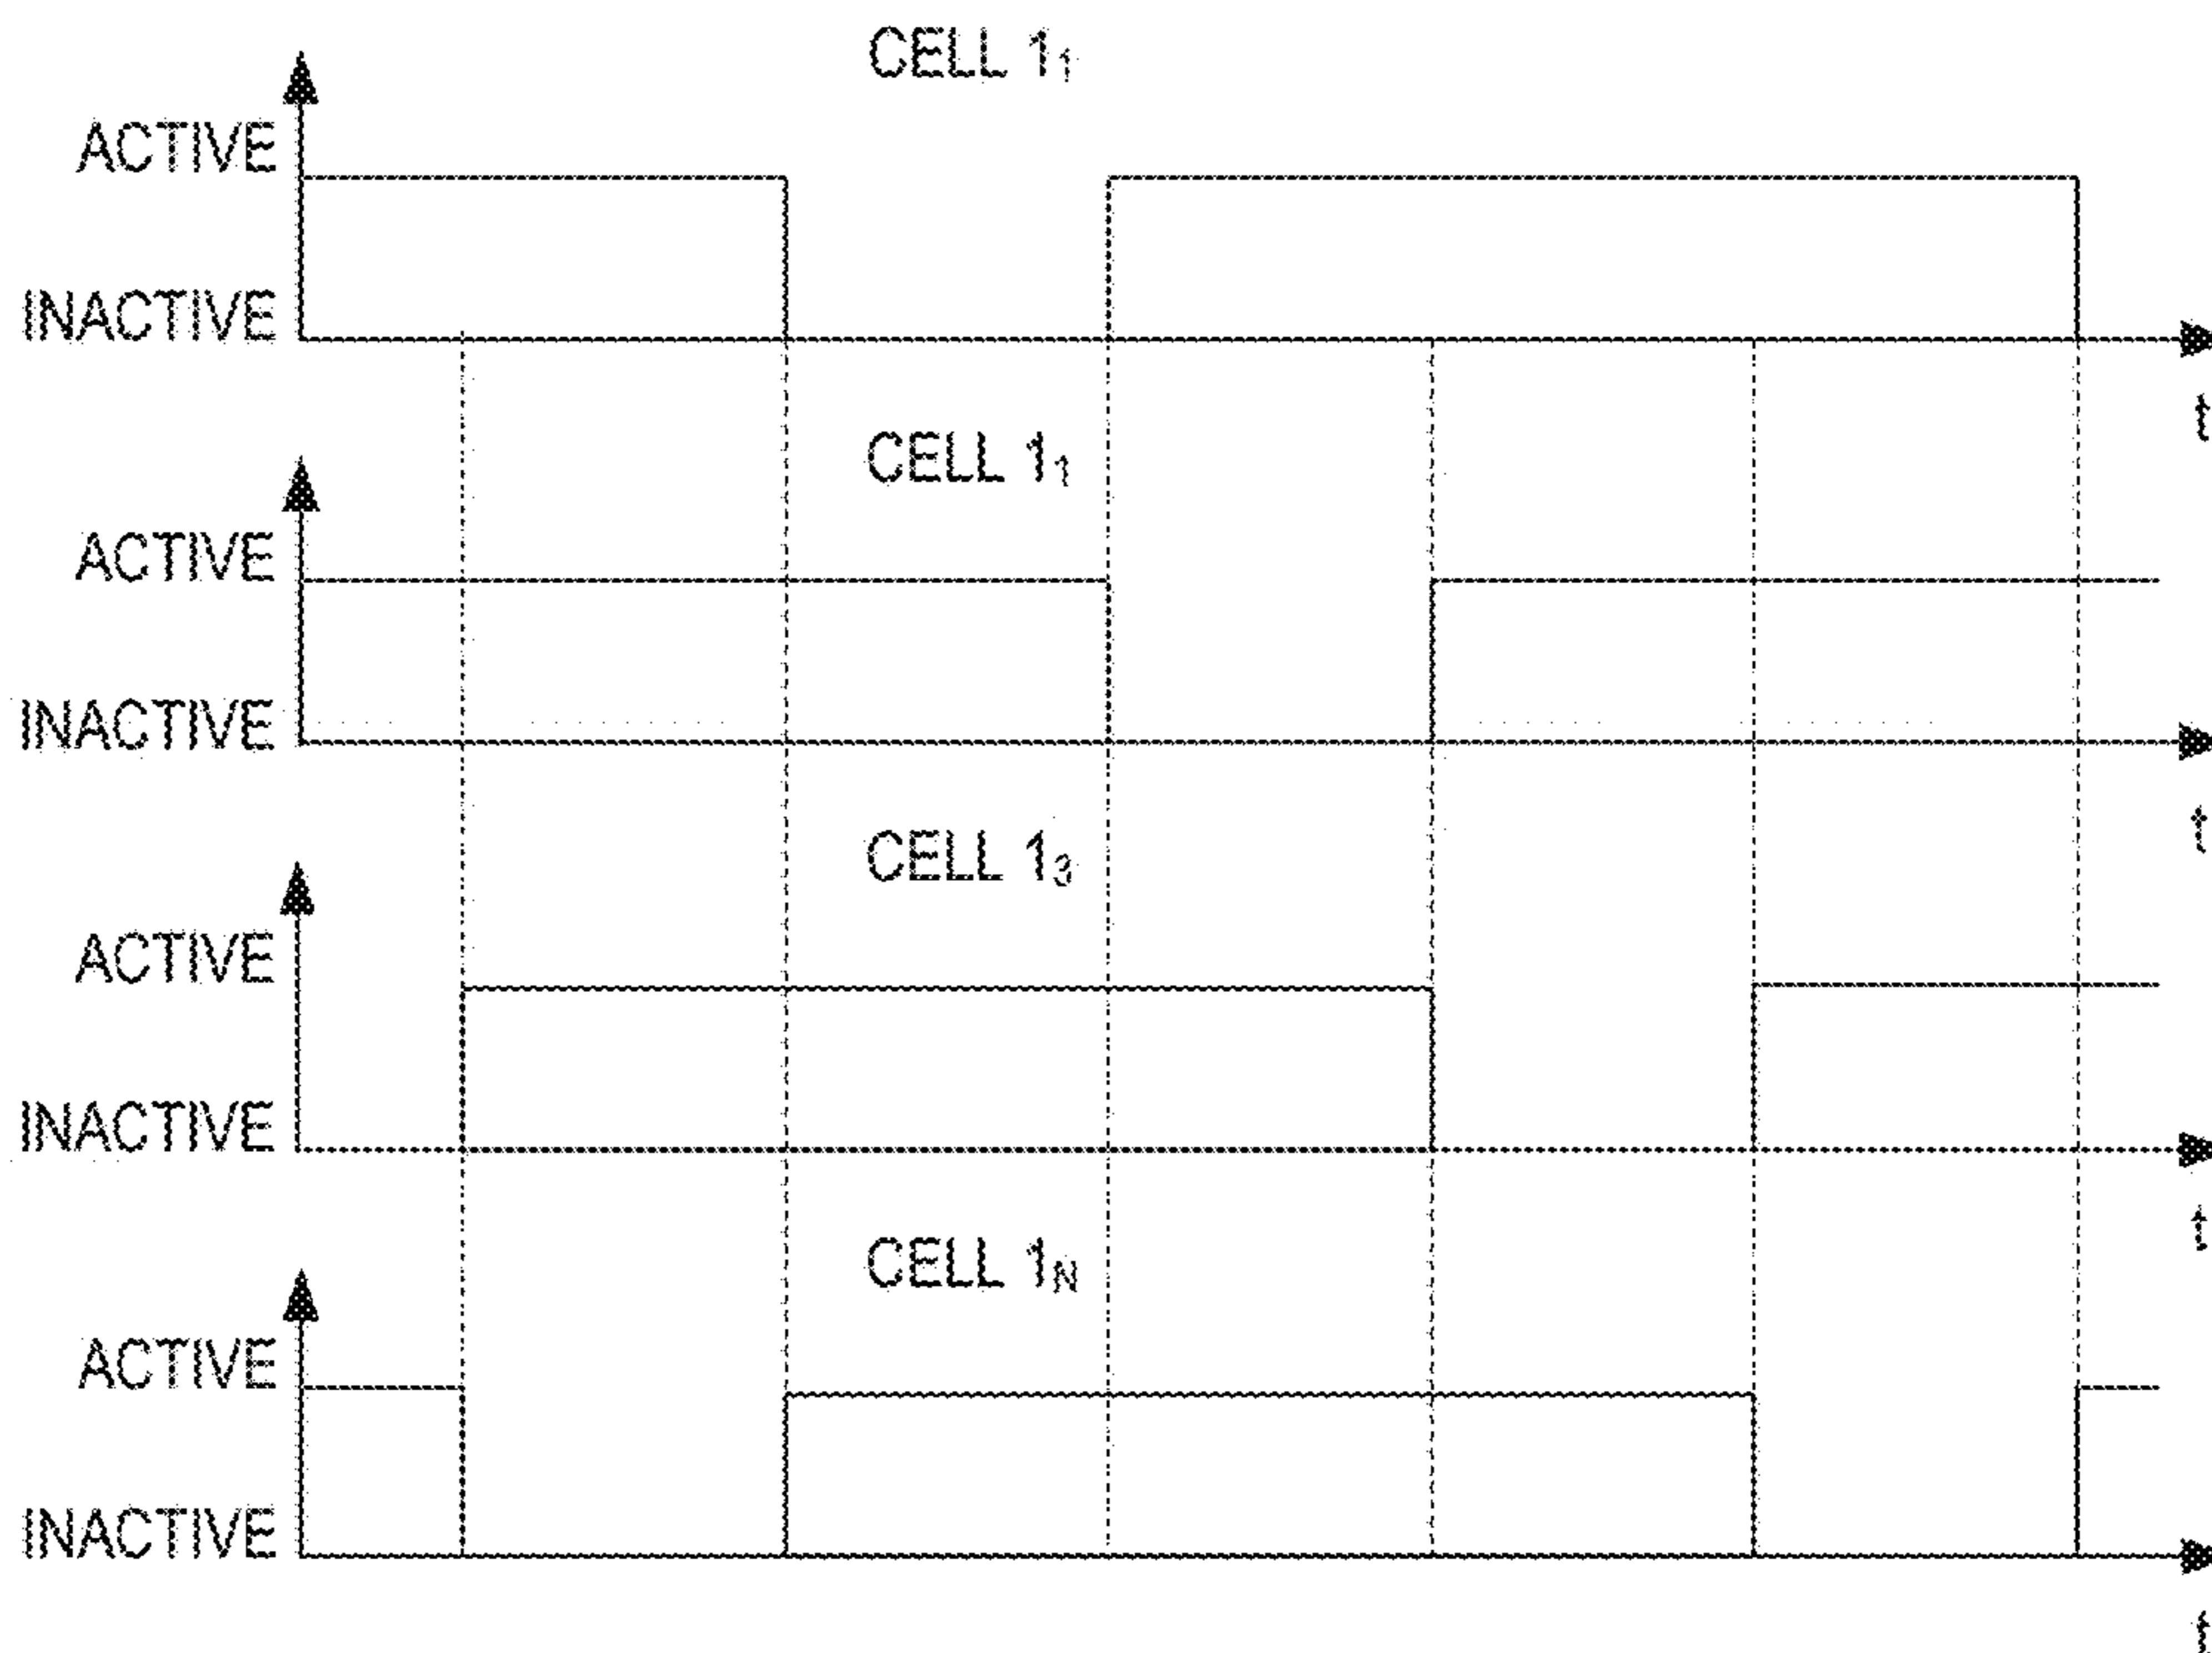 CELL 1₁
ACTIVE
INACTIVE
t
CELL 1₁
ACTIVE
INACTIVE
t
CELL 1₃
ACTIVE
INACTIVE
t
CELL 1ₙ
ACTIVE
INACTIVE
t